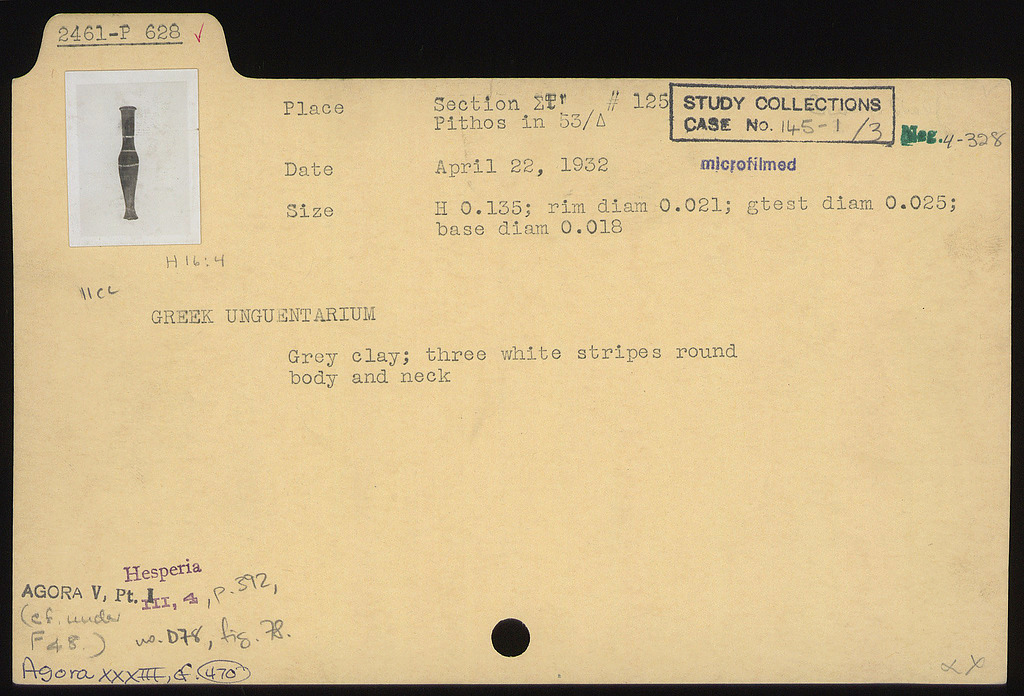 2461-P 628 ✓
Place Section # 125
Pithos in 53/Δ
STUDY COLLECTIONS
CASE No. 145-1/3
Neg. 4-328
Date April 22, 1932
microfilmed
Size H 0.135; rim diam 0.021; gtest diam 0.025;
base diam 0.018
H 16:4
GREEK UNGUENTARIUM
Grey clay; three white stripes round
body and neck
Hesperia
AGORA V, Pt. I
III, 4, p. 392,
(cf. under
F48.)
no. D78, fig. 78.
Agora XXXIII, cf. 470